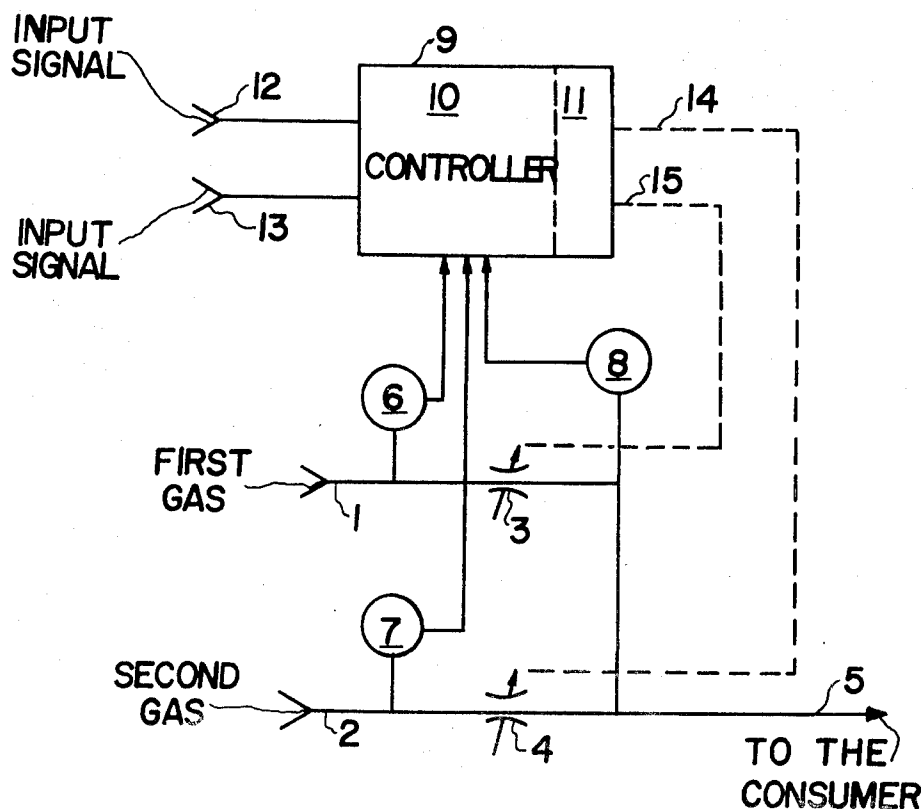 INPUT
SIGNAL
12
9
10
11
14
CONTROLLER
15
INPUT
SIGNAL
13
8
6
FIRST
GAS
1
3
7
SECOND
GAS
2
4
5
TO THE
CONSUMER